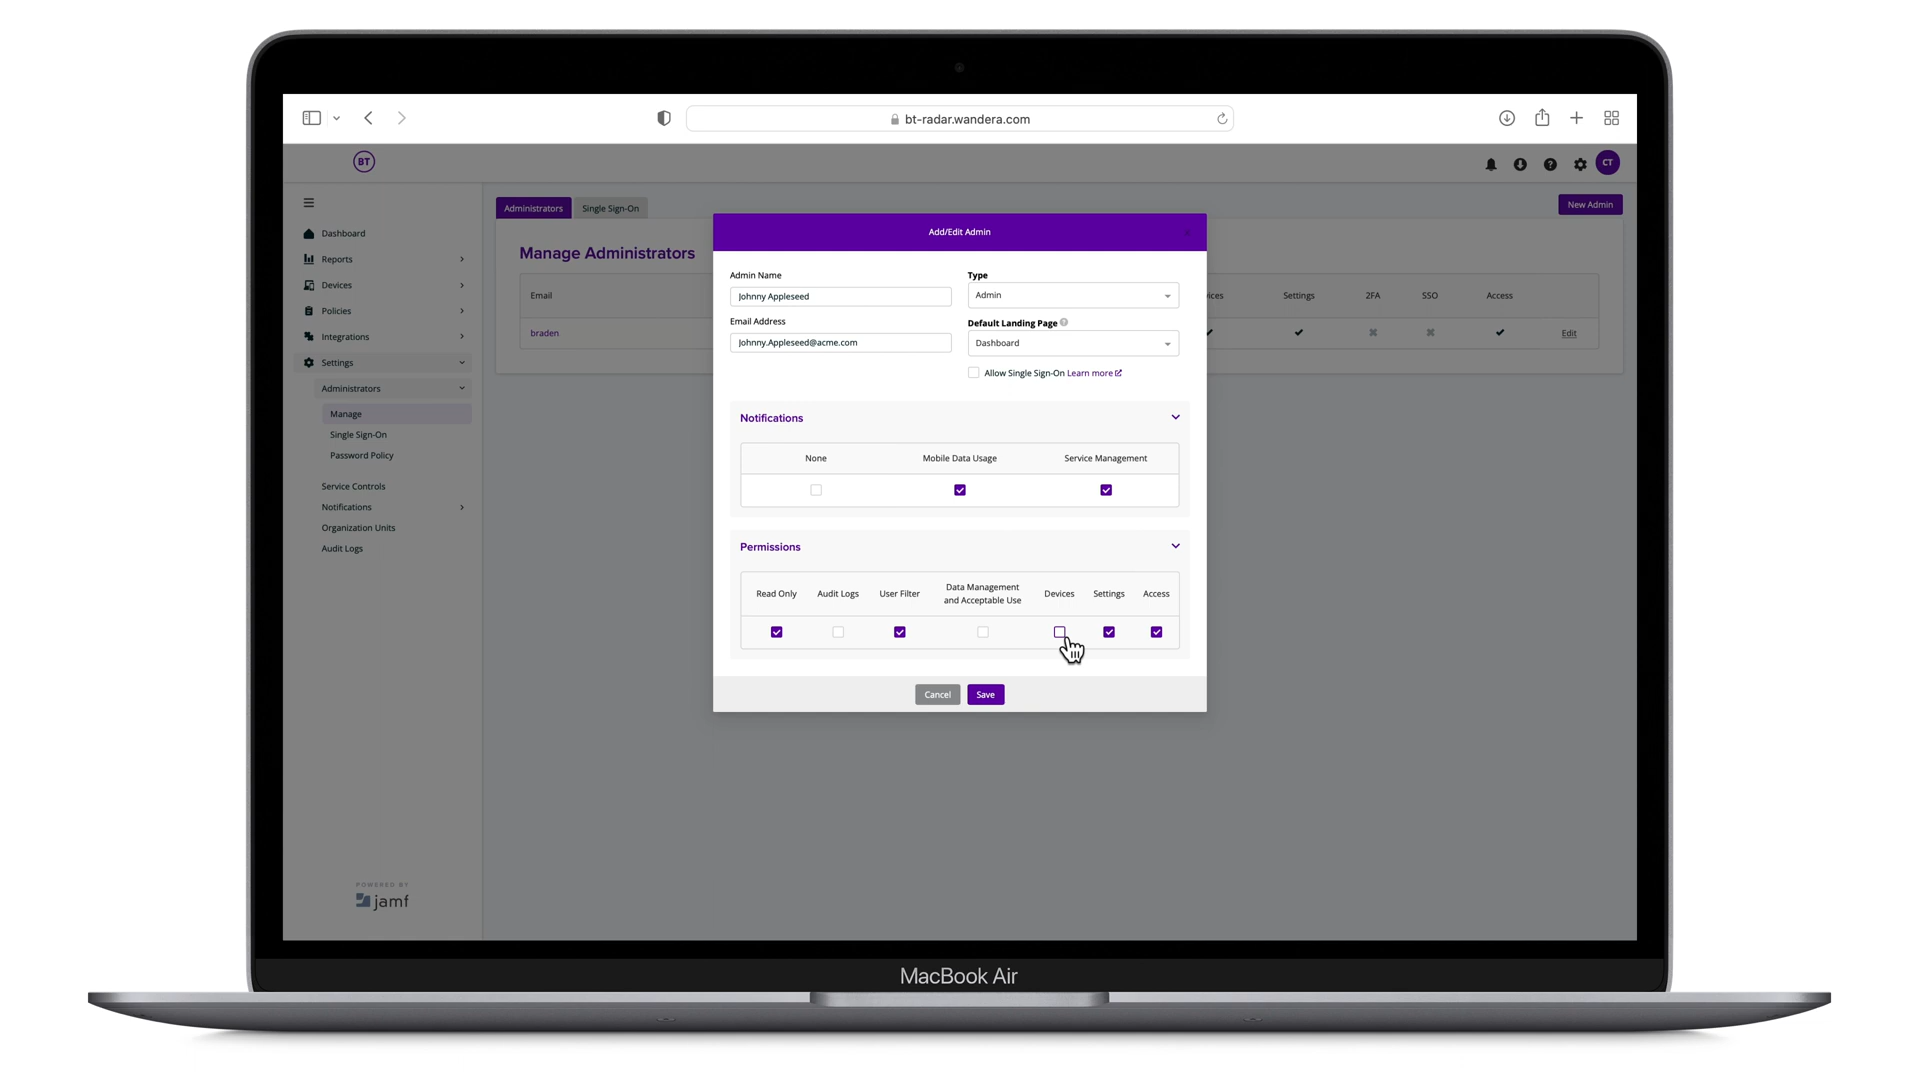 bt-radar.wandera.com
BT
CT
Dashboard
Reports
Devices
Policies
Integrations
Settings
Administrators
Manage
Single Sign-On
Password Policy
Service Controls
Notifications
Organization Units
Audit Logs
POWERED BY
jamf
Administrators
Single Sign-On
New Admin
Manage Administrators
Email
ices
Settings
2FA
SSO
Access
braden
Edit
Add/Edit Admin
Admin Name
Johnny Appleseed
Email Address
Johnny.Appleseed@acme.com
Type
Admin
Default Landing Page
Dashboard
Allow Single Sign-On Learn more
Notifications
None
Mobile Data Usage
Service Management
Permissions
Read Only
Audit Logs
User Filter
Data Management
and Acceptable Use
Devices
Settings
Access
Cancel
Save
MacBook Air